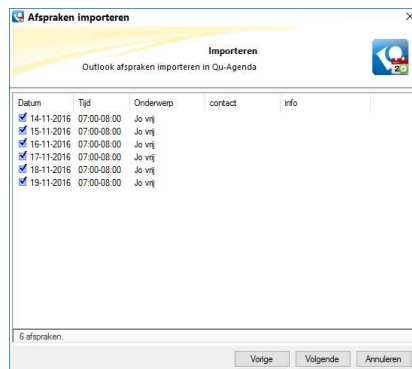 Afspraken importeren
Importeren
Outlook afspraken importeren in Qu-Agenda
Datum Tijd Onderwerp contact info
14-11-2016 07:00-08:00 Jo vrij
15-11-2016 07:00-08:00 Jo vrij
16-11-2016 07:00-08:00 Jo vrij
17-11-2016 07:00-08:00 Jo vrij
18-11-2016 07:00-08:00 Jo vrij
19-11-2016 07:00-08:00 Jo vrij
6 afspraken.
Vorige Volgende Annuleren